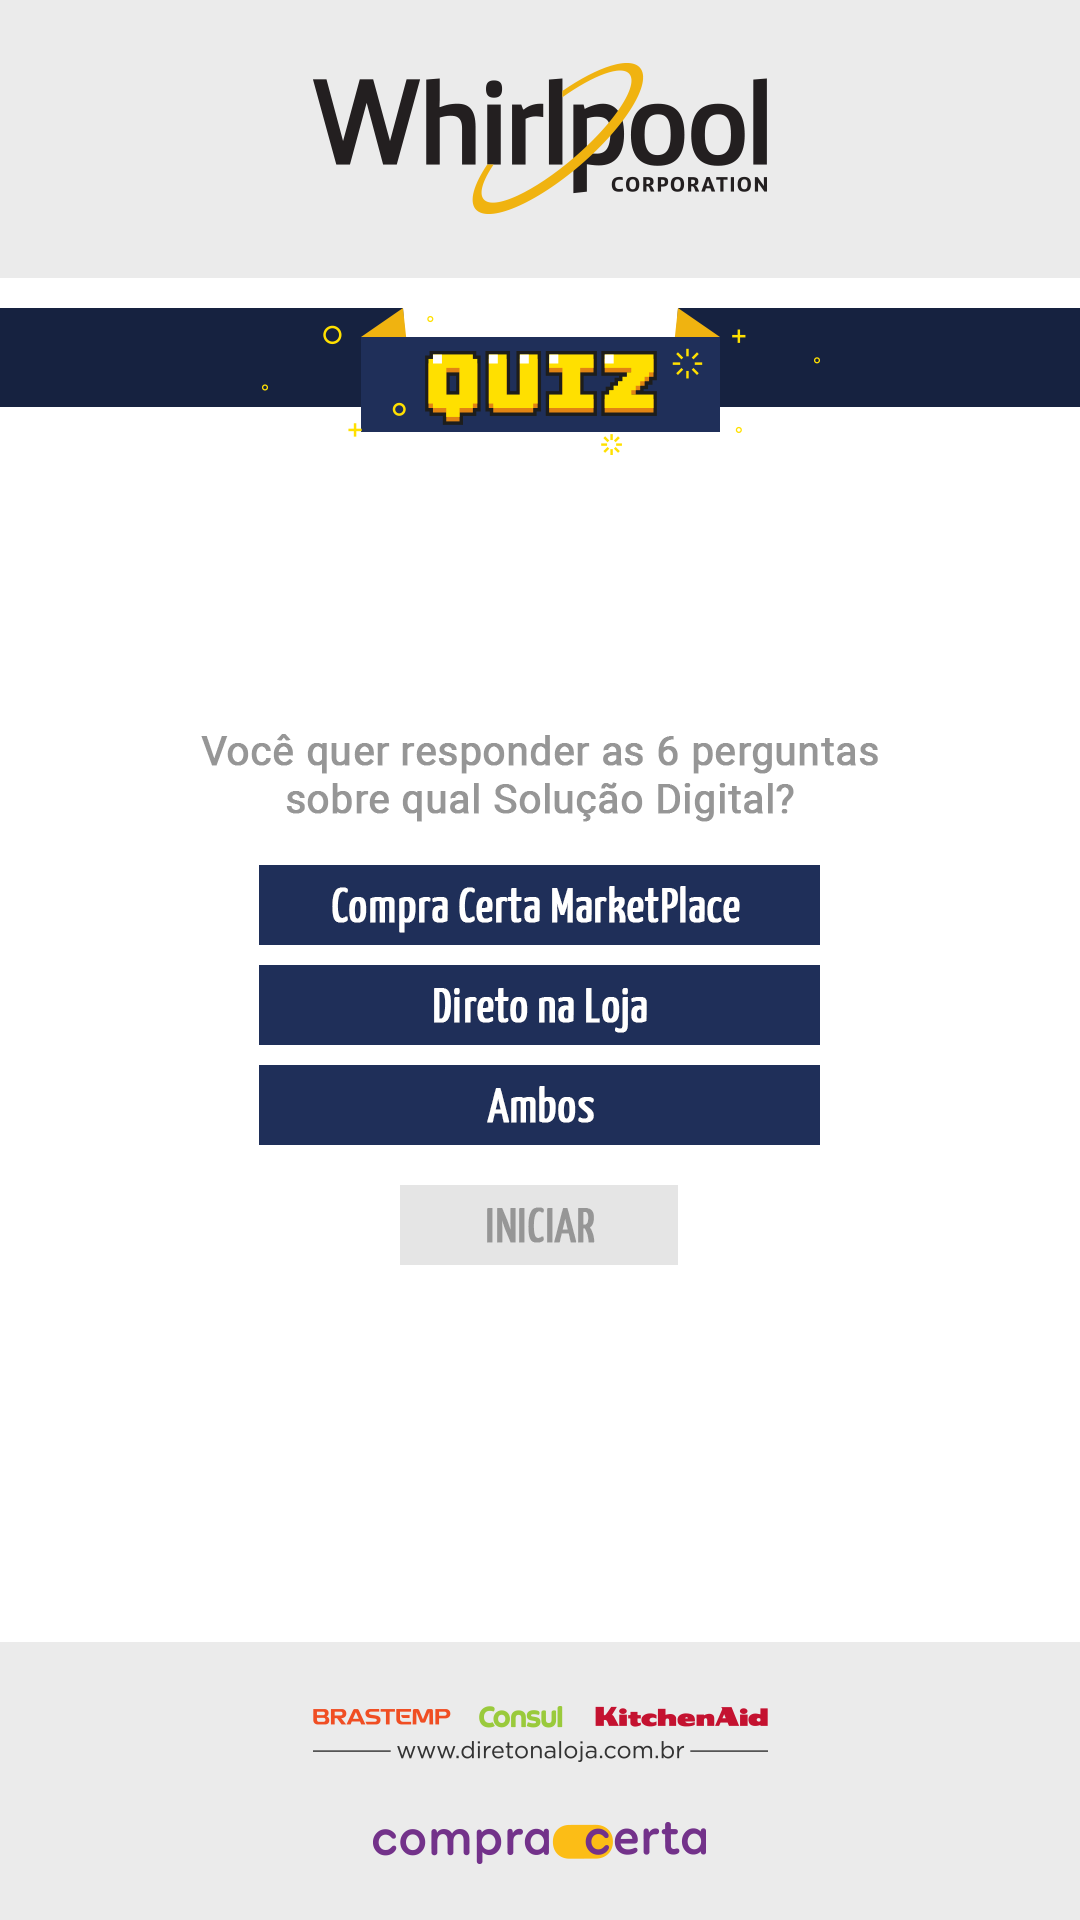 Whirlpool
CORPORATION
QUIZ
Você quer responder as 6 perguntas
sobre qual Solução Digital?
Compra Certa MarketPlace
Direto na Loja
Ambos
INICIAR
BRASTEMP Consul KitchenAid
www.diretonaloja.com.br
compra certa